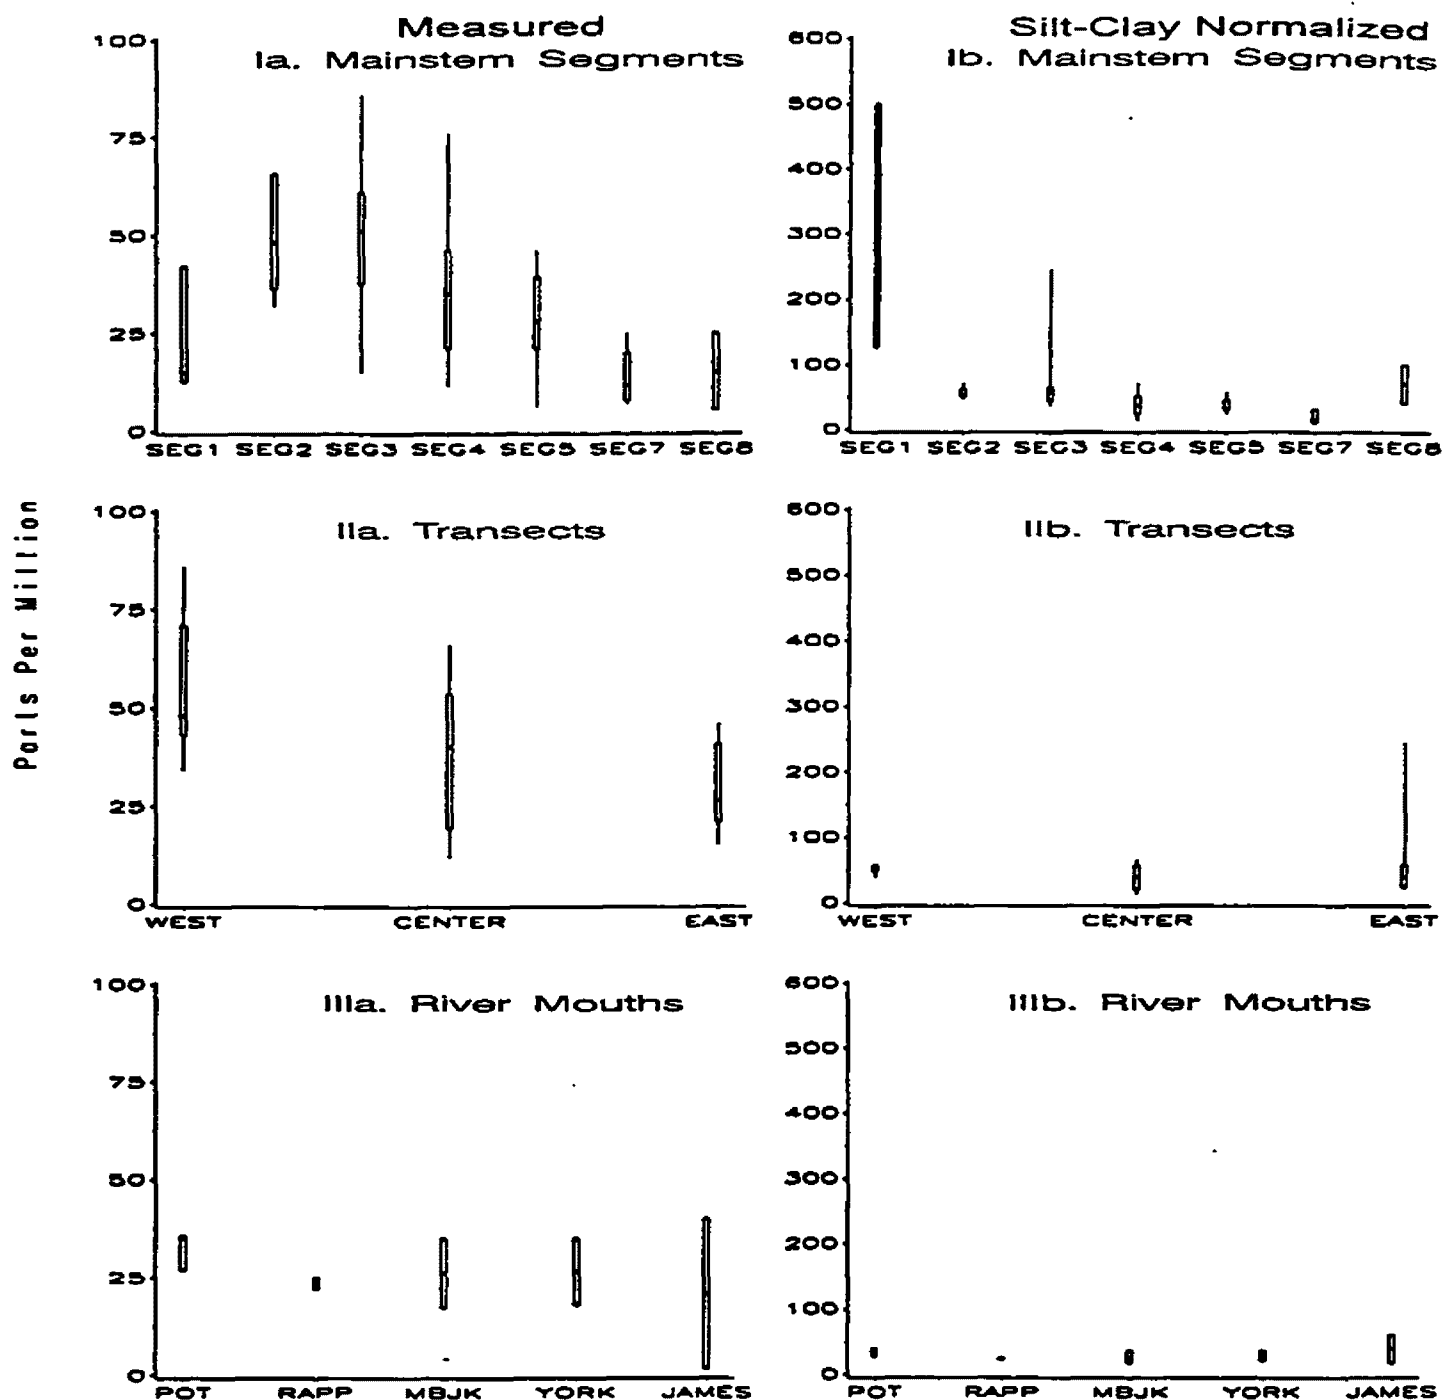 Measured
Ia. Mainstem Segments
100
75
50
25
0
SEG1 SEG2 SEG3 SEG4 SEG5 SEG7 SEG8
Silt-Clay Normalized
Ib. Mainstem Segments
600
500
400
300
200
100
0
SEG1 SEG2 SEG3 SEG4 SEG5 SEG7 SEG8
Parts Per Million
IIa. Transects
100
75
50
25
0
WEST CENTER EAST
IIb. Transects
600
500
400
300
200
100
0
WEST CENTER EAST
IIIa. River Mouths
100
75
50
25
0
POT RAPP MBJK YORK JAMES
IIIb. River Mouths
600
500
400
300
200
100
0
POT RAPP MBJK YORK JAMES